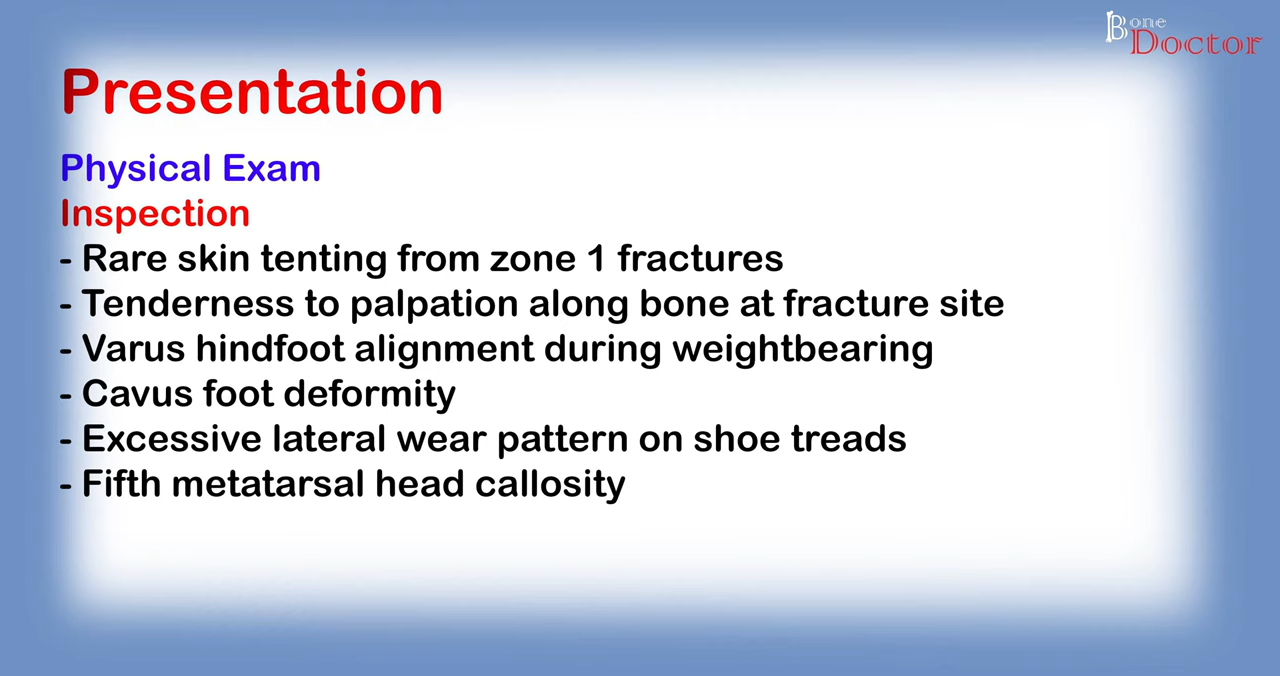 Bone
Doctor
Presentation
Physical Exam
Inspection
- Rare skin tenting from zone 1 fractures
- Tenderness to palpation along bone at fracture site
- Varus hindfoot alignment during weightbearing
- Cavus foot deformity
- Excessive lateral wear pattern on shoe treads
- Fifth metatarsal head callosity